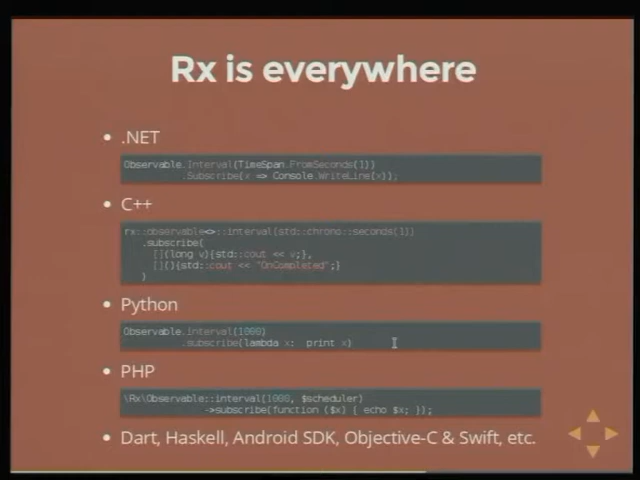 Rx is everywhere
.NET
Observable.Interval(TimeSpan.FromSeconds(1))
.Subscribe(x => Console.WriteLine(x));
C++
rx::observable<>::interval(std::chrono::seconds(1))
.subscribe(
[](long v){std::cout << v;},
[](){std::cout << "OnCompleted";}
)
Python
Observable.interval(1000)
.subscribe(lambda x: print x)
PHP
\Rx\Observable::interval(1000, $scheduler)
->subscribe(function ($x) { echo $x; });
Dart, Haskell, Android SDK, Objective-C & Swift, etc.